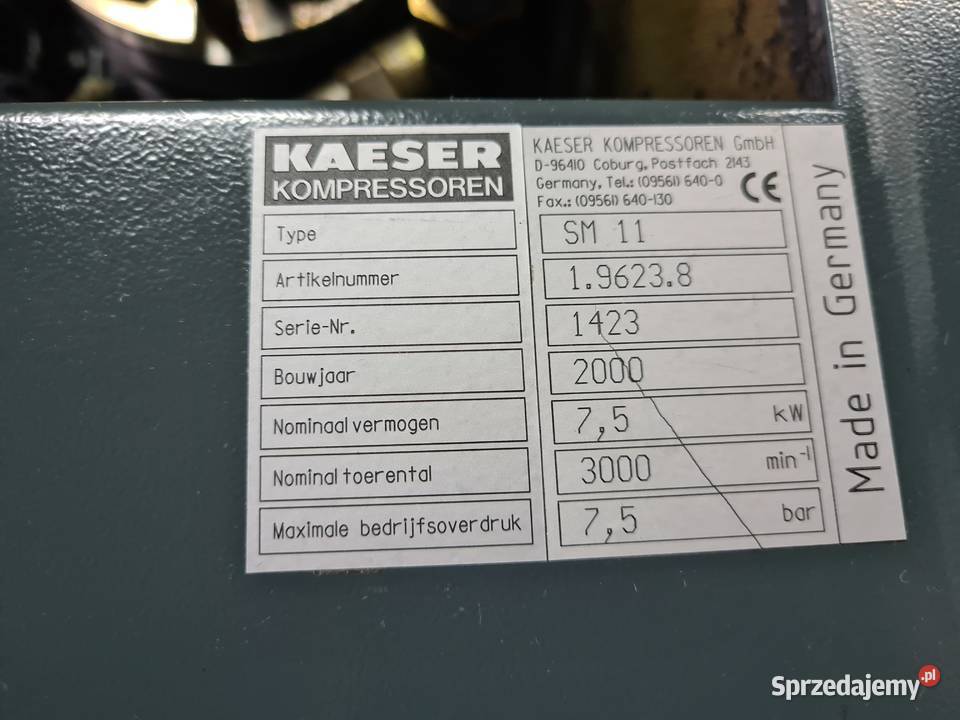 KAESER
KOMPRESSOREN
KAESER KOMPRESSOREN GmbH
D-96410 Coburg, Postfach 2143
Germany, Tel.: (09561) 640-0
Fax.: (09561) 640-130
CE
Type SM 11
Artikelnummer 1.9623.8
Serie-Nr. 1423
Bouwjaar 2000
Nominaal vermogen 7,5 kW
Nominal toerental 3000 min⁻¹
Maximale bedrijfsoverdruk 7,5 bar
Made in Germany
Sprzedajemy.pl